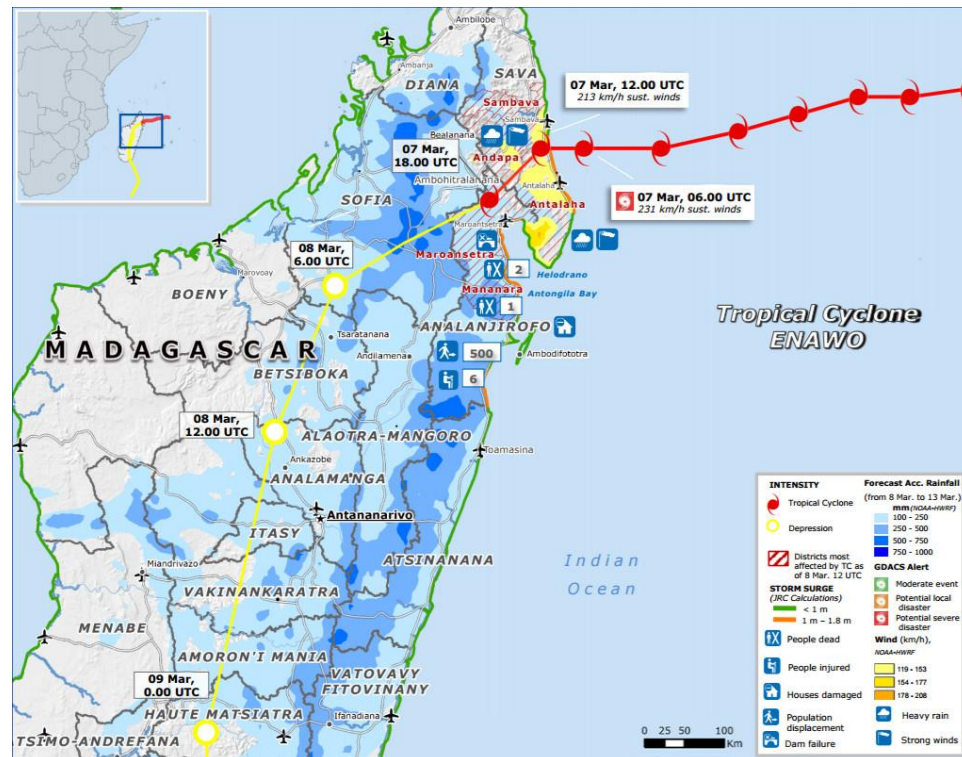 Ambilobe
Ambanja
SAVA
DIANA
Sambava
Sambava
07 Mar, 12.00 UTC
213 km/h sust. winds
Bealanana
07 Mar,
18.00 UTC
Andapa
Ambohitralanana
Antalaha
Antalaha
07 Mar, 06.00 UTC
231 km/h sust. winds
SOFIA
Maroantsetra
Maroansetra
08 Mar,
6.00 UTC
2
Helodrano
Mananara
Antongila Bay
1
Marovoay
BOENY
Tropical Cyclone
ENAWO
ANALANJIROFO
MADAGASCAR
Tsaratanana
Andilamena
Ambodifototra
500
BETSIBOKA
6
08 Mar,
12.00 UTC
ALAOTRA-MANGORO
Toamasina
Ankazobe
ANALAMANGA
Antananarivo
ITASY
ATSINANANA
Indian
Ocean
Miandrivazo
VAKINANKARATRA
MENABE
AMORON'I MANIA
VATOVAVY
FITOVINANY
09 Mar,
0.00 UTC
HAUTE MATSIATRA
Ifanadiana
TSIMO-ANDREFANA
0 25 50 100
Km
INTENSITY
Tropical Cyclone
Depression
Districts most
affected by TC as
of 8 Mar. 12 UTC
STORM SURGE
(JRC Calculations)
< 1 m
1 m - 1.8 m
People dead
People injured
Houses damaged
Population
displacement
Dam failure
Forecast Acc. Rainfall
(from 8 Mar. to 13 Mar.)
mm (NOAA-HWRF)
100 - 250
250 - 500
500 - 750
750 - 1000
GDACS Alert
Moderate event
Potential local
disaster
Potential severe
disaster
Wind (km/h),
NOAA-HWRF
119 - 153
154 - 177
178 - 208
Heavy rain
Strong winds